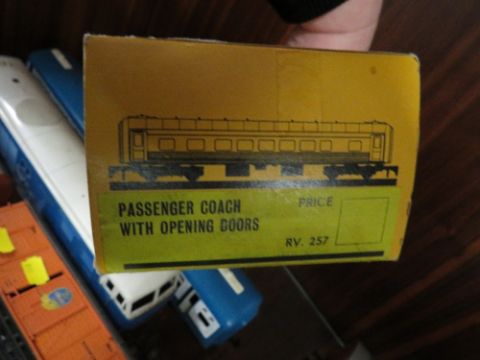 PASSENGER COACH PRICE
WITH OPENING DOORS
RV. 257